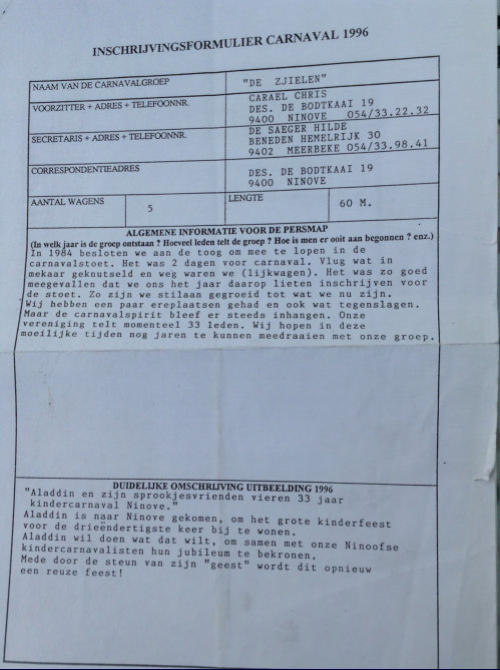 INSCHRIJVINGSFORMULIER CARNAVAL 1996
NAAM VAN DE CARNAVALGROEP "DE ZJIELEN"
VOORZITTER + ADRES + TELEFOONNR. CARAEL CHRIS
DES. DE BODTKAAI 19
9400 NINOVE 054/33.22.32
SECRETARIS + ADRES + TELEFOONNR. DE SAEGER HILDE
BENEDEN HEMELRIJK 30
9402 MEERBEKE 054/33.98.41
CORRESPONDENTIEADRES DES. DE BODTKAAI 19
9400 NINOVE
AANTAL WAGENS 5 LENGTE 60 M.
ALGEMENE INFORMATIE VOOR DE PERSMAP
(In welk jaar is de groep ontstaan ? Hoeveel leden telt de groep ? Hoe is men er ooit aan begonnen ? enz.)
In 1984 besloten we aan de toog om mee te lopen in de
carnavalstoet. Het was 2 dagen voor carnaval. Vlug wat in
mekaar geknutseld en weg waren we (lijkwagen). Het was zo goed
meegevallen dat we ons het jaar daarop lieten inschrijven voor
de stoet. Zo zijn we stilaan gegroeid tot wat we nu zijn.
Wij hebben een paar ereplaatsen gehad en ook wat tegenslagen.
Maar de carnavalspirit bleef er steeds inhangen. Onze
vereniging telt momenteel 33 leden. Wij hopen in deze
moeilijke tijden nog jaren te kunnen meedraaien met onze groep.
DUIDELIJKE OMSCHRIJVING UITBEELDING 1996
"Aladdin en zijn sprookjesvrienden vieren 33 jaar
kindercarnaval Ninove."
Aladdin is naar Ninove gekomen, om het grote kinderfeest
voor de drieëndertigste keer bij te wonen.
Aladdin wil doen wat dat wilt, om samen met onze Ninoofse
kindercarnavalisten hun jubileum te bekronen.
Mede door de steun van zijn "geest" wordt dit opnieuw
een reuze feest!